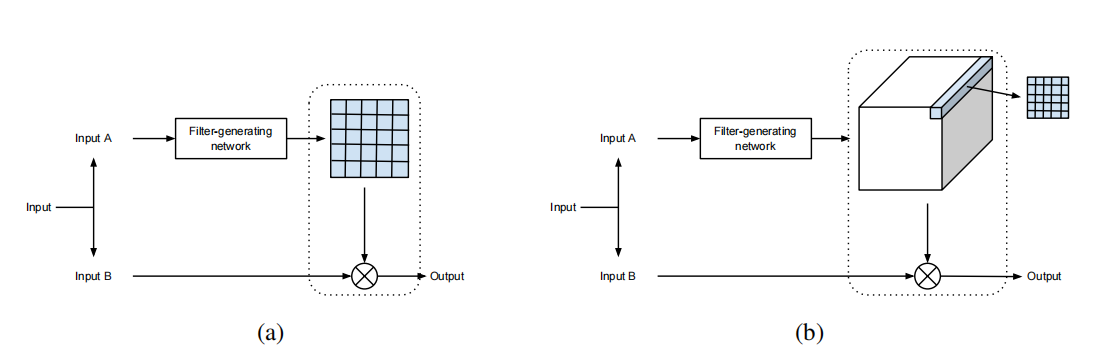 Input A
Filter-generating
network
Input
Input B
Output
(a)
Input A
Filter-generating
network
Input
Input B
Output
(b)